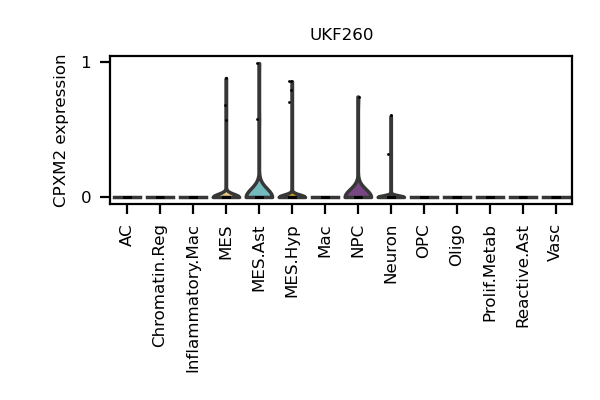 UKF260
CPXM2 expression
1
0
AC
Chromatin.Reg
Inflammatory.Mac
MES
MES.Ast
MES.Hyp
Mac
NPC
Neuron
OPC
Oligo
Prolif.Metab
Reactive.Ast
Vasc